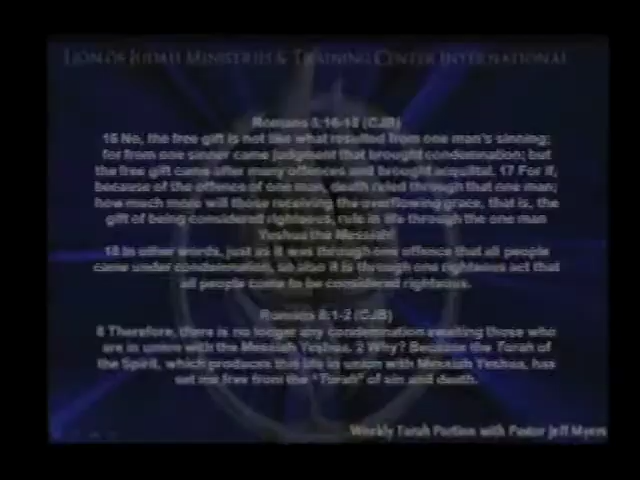 LION OF JUDAH MINISTRIES & TRAINING CENTER INTERNATIONAL
Romans 5:16-18 (CJB)
16 No, the free gift is not like what resulted from one man's sinning;
for from one sinner came judgment that brought condemnation; but
the free gift came after many offences and brought acquittal. 17 For if,
because of the offence of one man, death ruled through that one man;
how much more will those receiving the overflowing grace, that is, the
gift of being considered righteous, rule in life through the one man
Yeshua the Messiah!
18 In other words, just as it was through one offence that all people
came under condemnation, so also it is through one righteous act that
all people come to be considered righteous.
Romans 8:1-2 (CJB)
8 Therefore, there is no longer any condemnation awaiting those who
are in union with the Messiah Yeshua. 2 Why? Because the Torah of
the Spirit, which produces this life in union with Messiah Yeshua, has
set me free from the "Torah" of sin and death.
Weekly Torah Portion with Pastor Jeff Myers